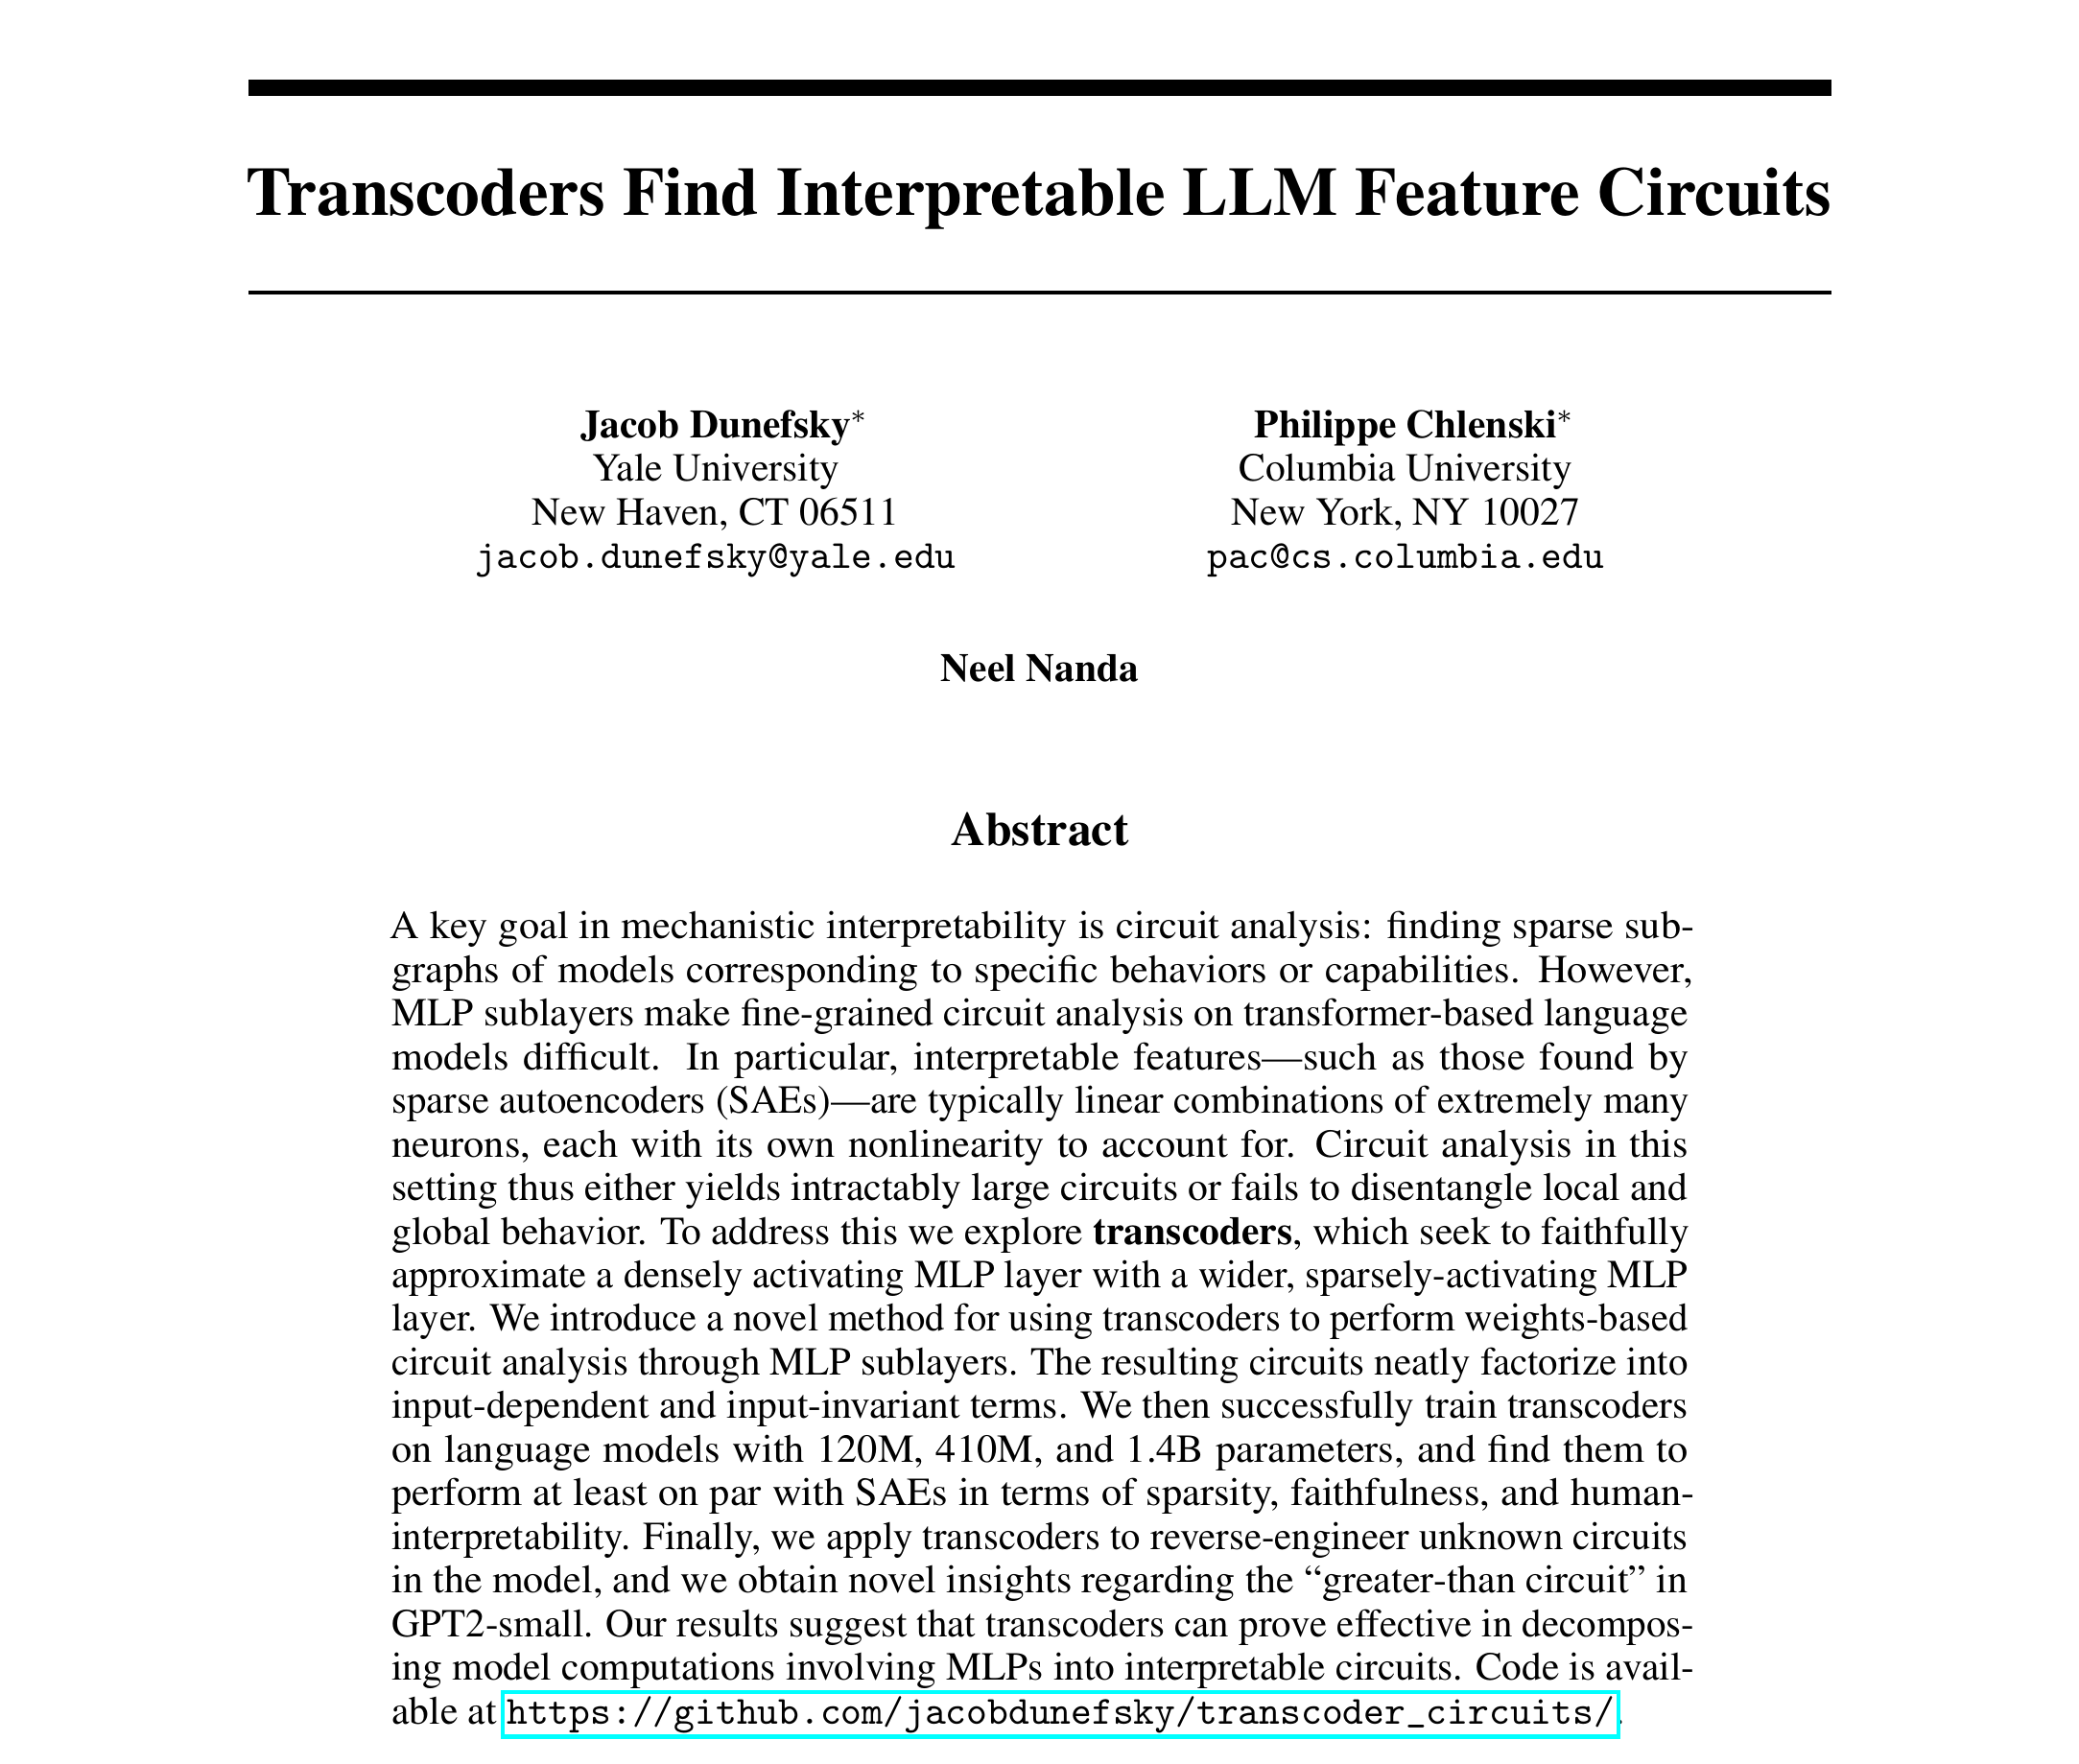 Transcoders Find Interpretable LLM Feature Circuits
Jacob Dunefsky*
Yale University
New Haven, CT 06511
jacob.dunefsky@yale.edu
Philippe Chlenski*
Columbia University
New York, NY 10027
pac@cs.columbia.edu
Neel Nanda
Abstract
A key goal in mechanistic interpretability is circuit analysis: finding sparse sub-
graphs of models corresponding to specific behaviors or capabilities. However,
MLP sublayers make fine-grained circuit analysis on transformer-based language
models difficult. In particular, interpretable features—such as those found by
sparse autoencoders (SAEs)—are typically linear combinations of extremely many
neurons, each with its own nonlinearity to account for. Circuit analysis in this
setting thus either yields intractably large circuits or fails to disentangle local and
global behavior. To address this we explore transcoders, which seek to faithfully
approximate a densely activating MLP layer with a wider, sparsely-activating MLP
layer. We introduce a novel method for using transcoders to perform weights-based
circuit analysis through MLP sublayers. The resulting circuits neatly factorize into
input-dependent and input-invariant terms. We then successfully train transcoders
on language models with 120M, 410M, and 1.4B parameters, and find them to
perform at least on par with SAEs in terms of sparsity, faithfulness, and human-
interpretability. Finally, we apply transcoders to reverse-engineer unknown circuits
in the model, and we obtain novel insights regarding the “greater-than circuit” in
GPT2-small. Our results suggest that transcoders can prove effective in decompos-
ing model computations involving MLPs into interpretable circuits. Code is avail-
able at https://github.com/jacobdunefsky/transcoder_circuits/.